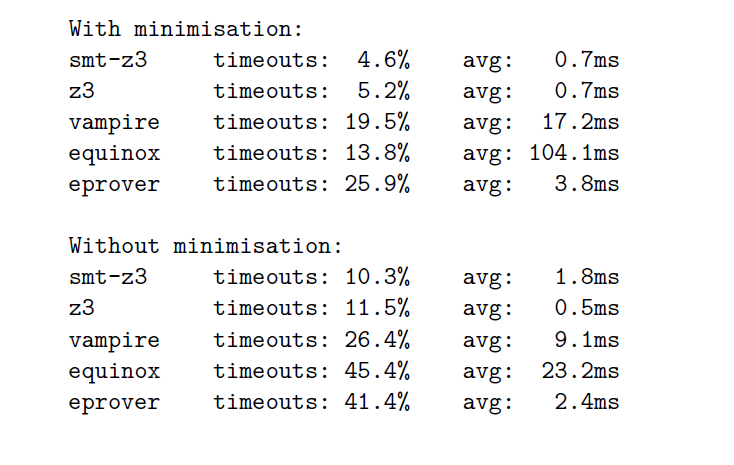 With minimisation:
smt-z3     timeouts:  4.6%    avg:   0.7ms
z3         timeouts:  5.2%    avg:   0.7ms
vampire    timeouts: 19.5%    avg:  17.2ms
equinox    timeouts: 13.8%    avg: 104.1ms
eprover    timeouts: 25.9%    avg:   3.8ms

Without minimisation:
smt-z3     timeouts: 10.3%    avg:   1.8ms
z3         timeouts: 11.5%    avg:   0.5ms
vampire    timeouts: 26.4%    avg:   9.1ms
equinox    timeouts: 45.4%    avg:  23.2ms
eprover    timeouts: 41.4%    avg:   2.4ms